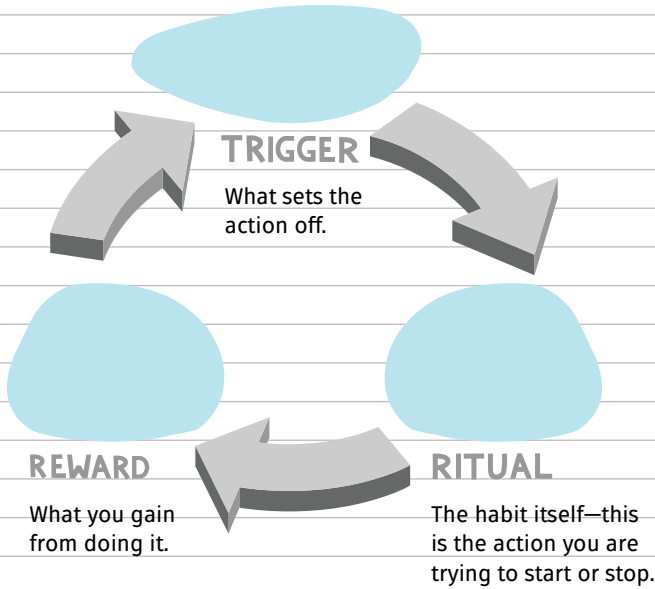 TRIGGER
What sets the
action off.
REWARD
What you gain
from doing it.
RITUAL
The habit itself—this
is the action you are
trying to start or stop.